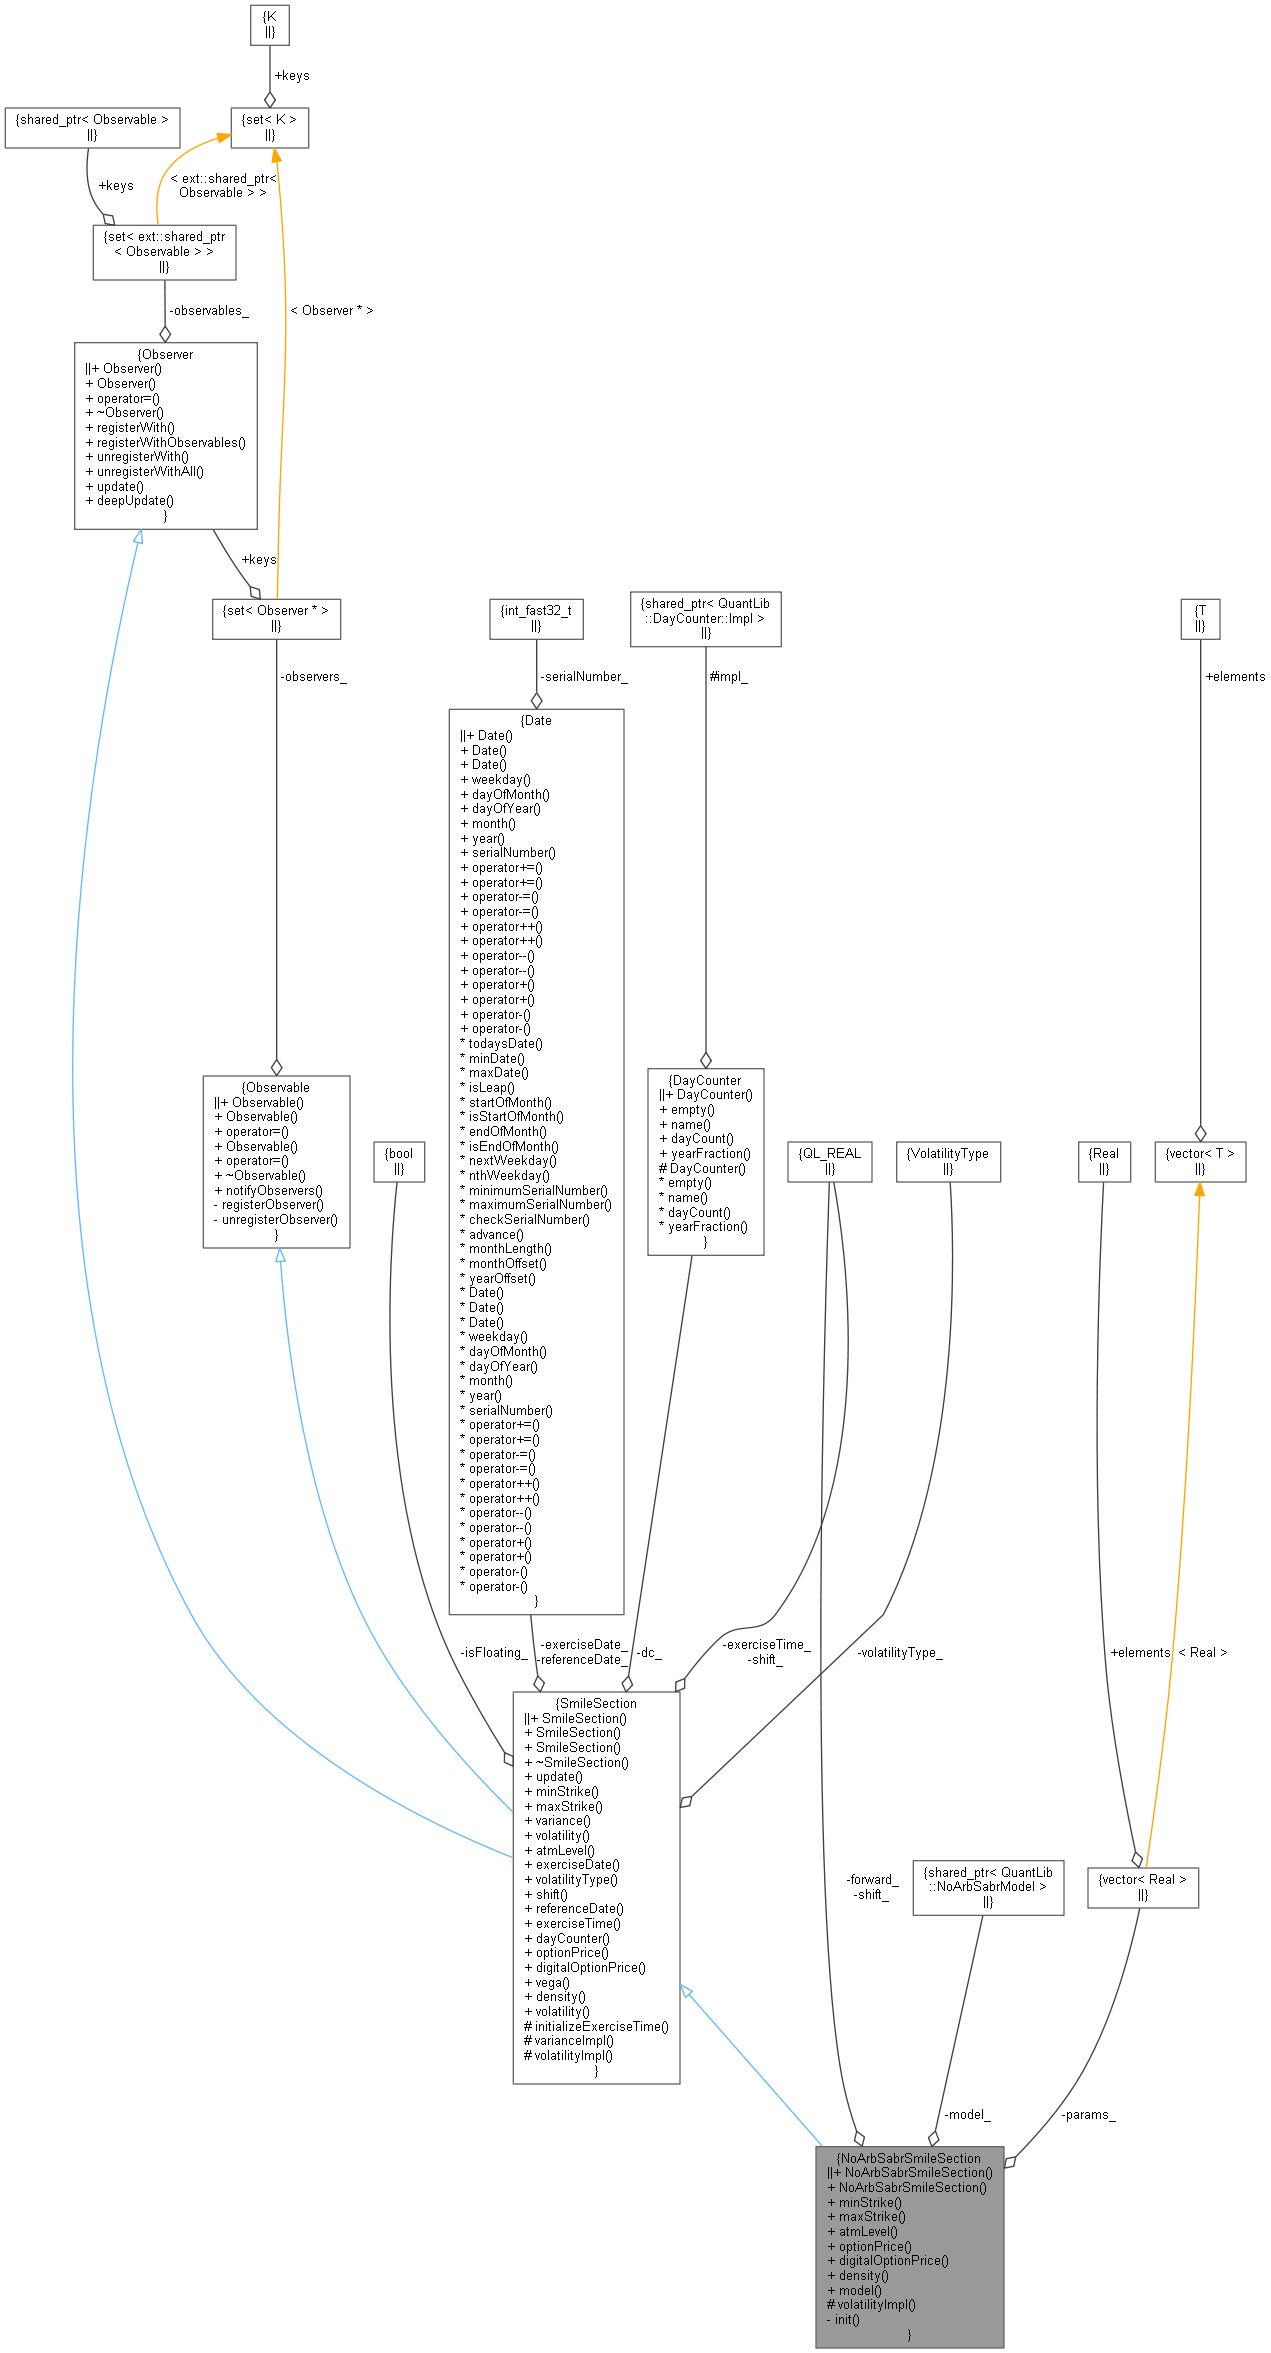 {K
||}
+keys
{shared_ptr< Observable >
||}
{set< K >
||}
+keys
< ext::shared_ptr<
Observable > >
{set< ext::shared_ptr
< Observable > >
||}
-observables_
< Observer * >
{Observer
||+ Observer()
+ Observer()
+ operator=()
+ ~Observer()
+ registerWith()
+ registerWithObservables()
+ unregisterWith()
+ unregisterWithAll()
+ update()
+ deepUpdate()
}
+keys
{set< Observer * >
||}
-observers_
{int_fast32_t
||}
-serialNumber_
{shared_ptr< QuantLib
::DayCounter::Impl >
||}
#impl_
{T
||}
+elements
{Date
||+ Date()
+ Date()
+ Date()
+ weekday()
+ dayOfMonth()
+ dayOfYear()
+ month()
+ year()
+ serialNumber()
+ operator+=()
+ operator+=()
+ operator-=()
+ operator-=()
+ operator++()
+ operator++()
+ operator--()
+ operator--()
+ operator+()
+ operator+()
+ operator-()
+ operator-()
* todaysDate()
* minDate()
* maxDate()
* isLeap()
* startOfMonth()
* isStartOfMonth()
* endOfMonth()
* isEndOfMonth()
* nextWeekday()
* nthWeekday()
* minimumSerialNumber()
* maximumSerialNumber()
* checkSerialNumber()
* advance()
* monthLength()
* monthOffset()
* yearOffset()
* Date()
* Date()
* Date()
* weekday()
* dayOfMonth()
* dayOfYear()
* month()
* year()
* serialNumber()
* operator+=()
* operator+=()
* operator-=()
* operator-=()
* operator++()
* operator++()
* operator--()
* operator--()
* operator+()
* operator+()
* operator-()
* operator-()
}
{Observable
||+ Observable()
+ Observable()
+ operator=()
+ Observable()
+ operator=()
+ ~Observable()
+ notifyObservers()
- registerObserver()
- unregisterObserver()
}
{bool
||}
{DayCounter
||+ DayCounter()
+ empty()
+ name()
+ dayCount()
+ yearFraction()
# DayCounter()
* empty()
* name()
* dayCount()
* yearFraction()
}
{QL_REAL
||}
{VolatilityType
||}
{Real
||}
{vector< T >
||}
-isFloating_
-exerciseDate_
-referenceDate_
-dc_
-exerciseTime_
-shift_
-volatilityType_
+elements
< Real >
{SmileSection
||+ SmileSection()
+ SmileSection()
+ SmileSection()
+ ~SmileSection()
+ update()
+ minStrike()
+ maxStrike()
+ variance()
+ volatility()
+ atmLevel()
+ exerciseDate()
+ volatilityType()
+ shift()
+ referenceDate()
+ exerciseTime()
+ dayCounter()
+ optionPrice()
+ digitalOptionPrice()
+ vega()
+ density()
+ volatility()
# initializeExerciseTime()
# varianceImpl()
# volatilityImpl()
}
-forward_
-shift_
{shared_ptr< QuantLib
::NoArbSabrModel >
||}
{vector< Real >
||}
-model_
-params_
{NoArbSabrSmileSection
||+ NoArbSabrSmileSection()
+ NoArbSabrSmileSection()
+ minStrike()
+ maxStrike()
+ atmLevel()
+ optionPrice()
+ digitalOptionPrice()
+ density()
+ model()
# volatilityImpl()
- init()
}